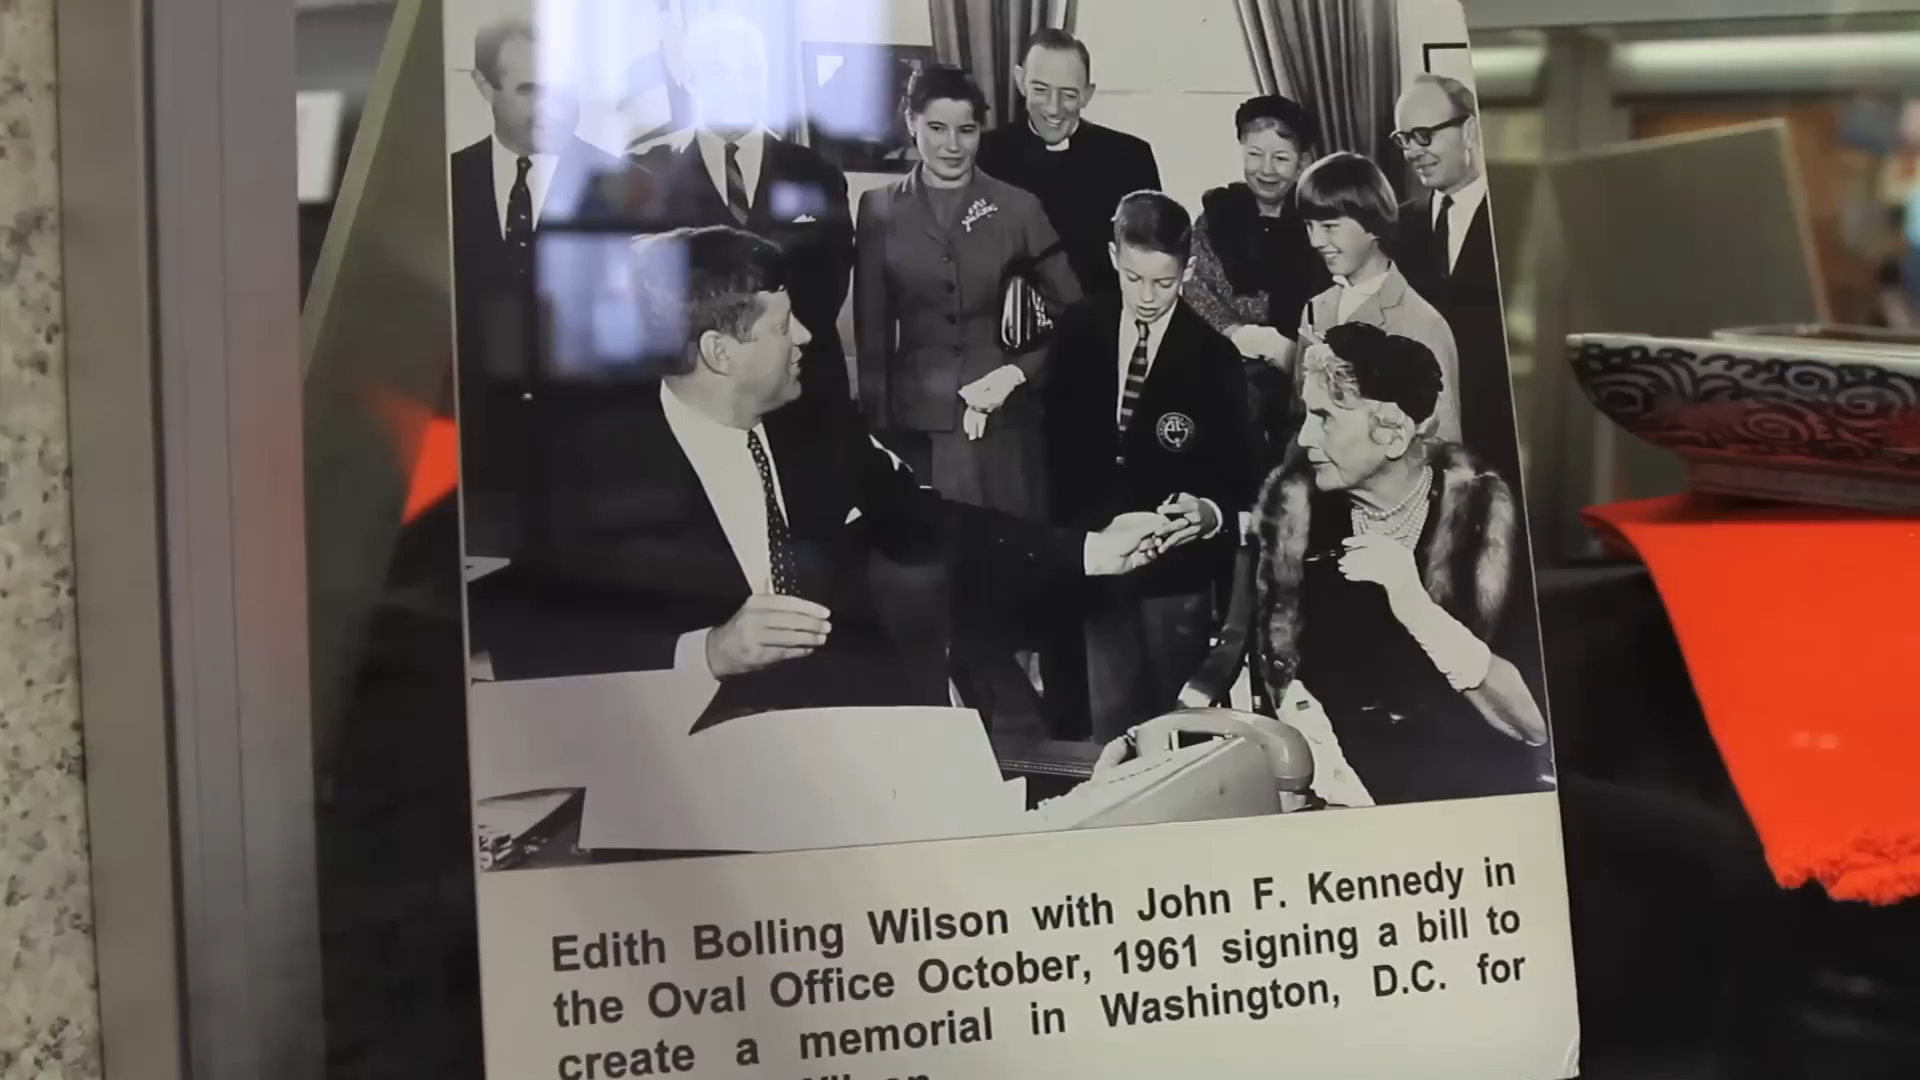 Edith Bolling Wilson with John F. Kennedy in
the Oval Office October, 1961 signing a bill to
create a memorial in Washington, D.C. for